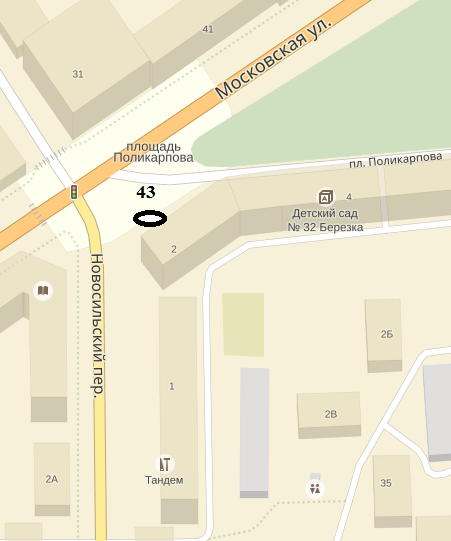 41
Московская ул.
31
площадь
Поликарпова
пл. Поликарпова
43
4
Детский сад
№ 32 Березка
2
Новосильский пер.
2Б
1
2В
Тандем
2А
35